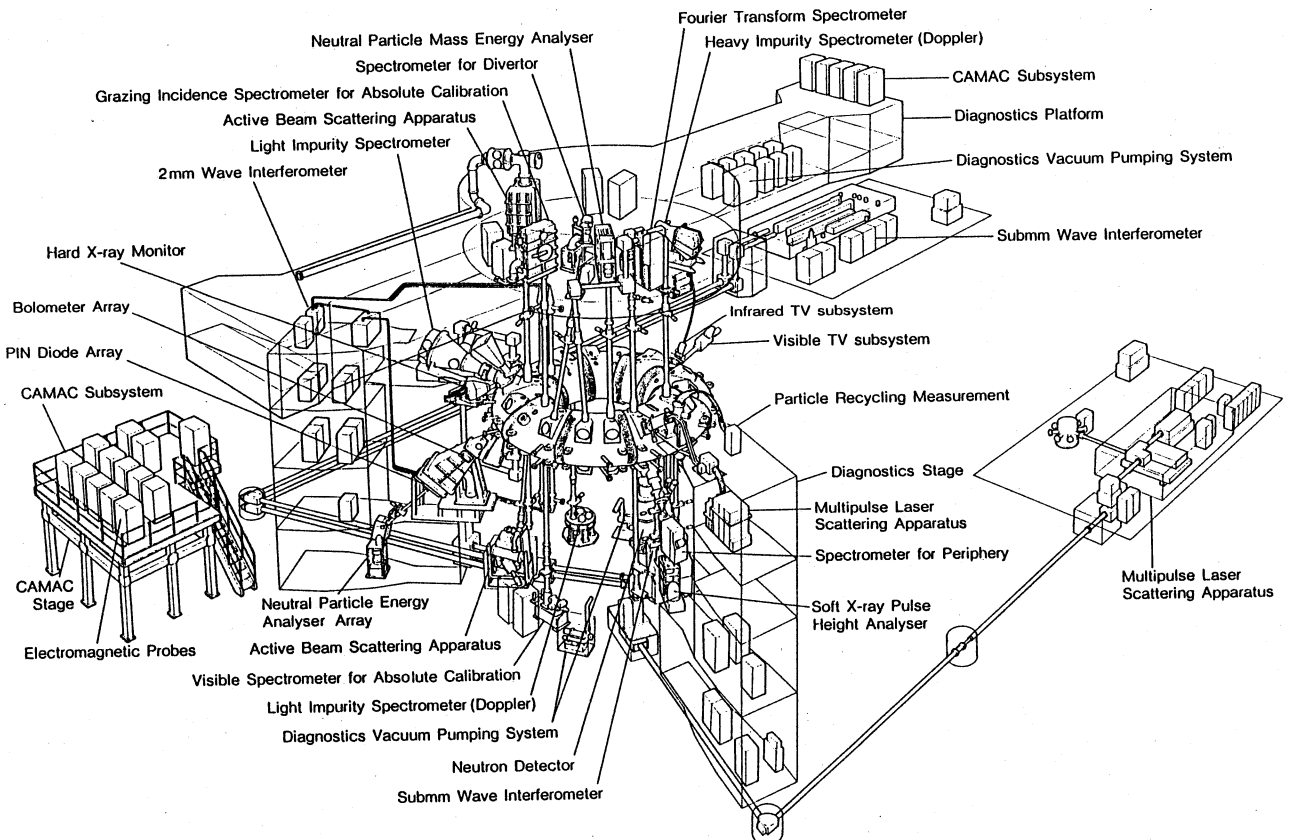 Fourier Transform Spectrometer
Neutral Particle Mass Energy Analyser
Heavy Impurity Spectrometer (Doppler)
Spectrometer for Divertor
CAMAC Subsystem
Grazing Incidence Spectrometer for Absolute Calibration
Diagnostics Platform
Active Beam Scattering Apparatus
Light Impurity Spectrometer
Diagnostics Vacuum Pumping System
2mm Wave Interferometer
Submm Wave Interferometer
Hard X-ray Monitor
Bolometer Array
Infrared TV subsystem
Visible TV subsystem
PIN Diode Array
CAMAC Subsystem
Particle Recycling Measurement
Diagnostics Stage
Multipulse Laser
Scattering Apparatus
Spectrometer for Periphery
CAMAC
Stage
Neutral Particle Energy
Analyser Array
Soft X-ray Pulse
Height Analyser
Multipulse Laser
Scattering Apparatus
Electromagnetic Probes
Active Beam Scattering Apparatus
Visible Spectrometer for Absolute Calibration
Light Impurity Spectrometer (Doppler)
Diagnostics Vacuum Pumping System
Neutron Detector
Submm Wave Interferometer